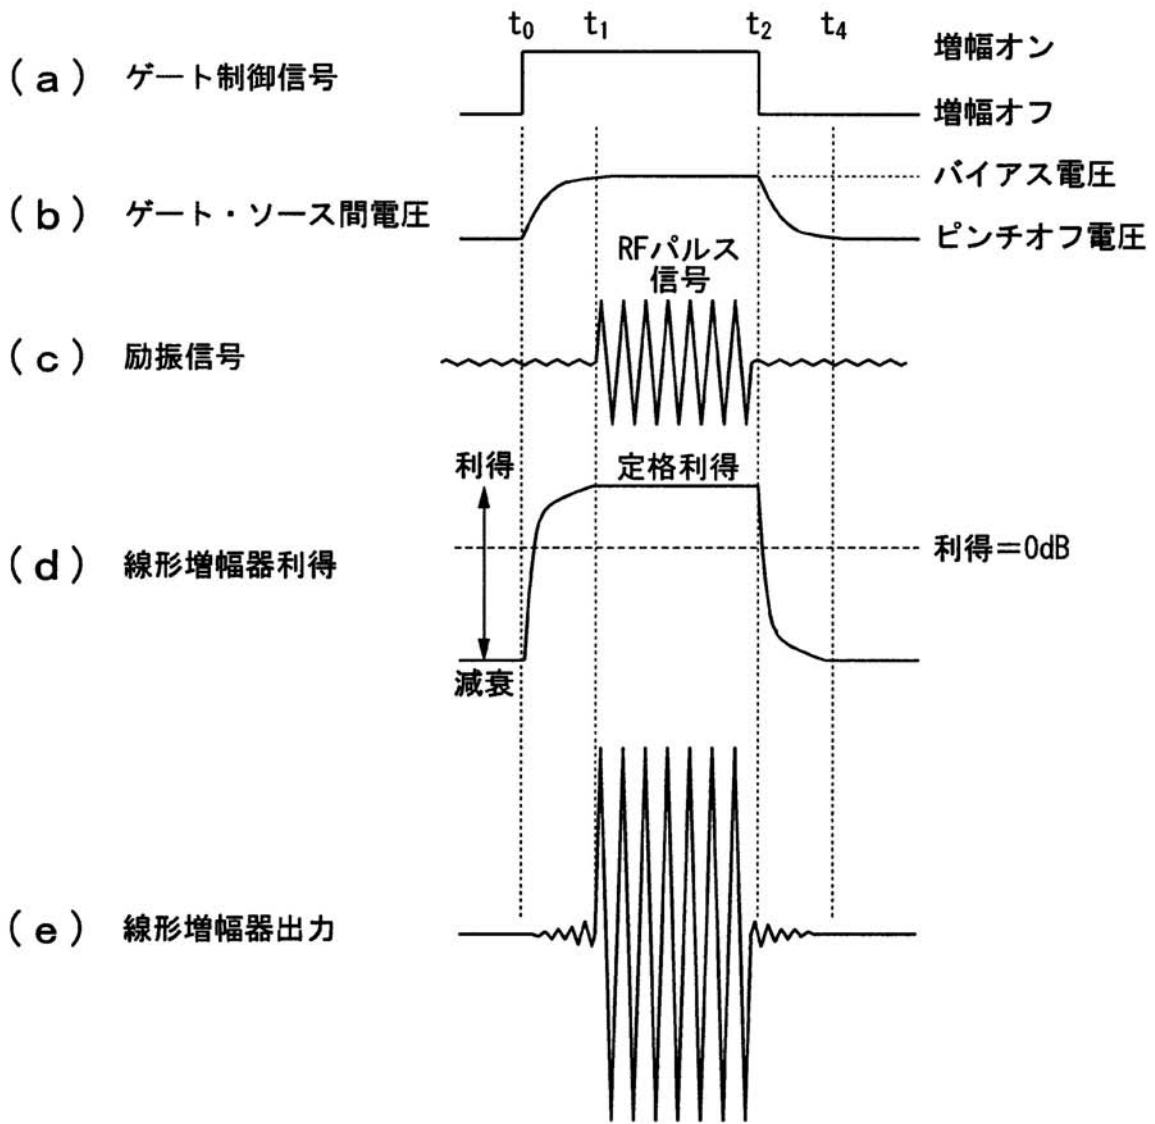 t0 t1 t2 t4
(a) ゲート制御信号
増幅オン
増幅オフ
(b) ゲート・ソース間電圧
バイアス電圧
ピンチオフ電圧
RFパルス
信号
(c) 励振信号
利得
定格利得
(d) 線形増幅器利得
利得=0dB
減衰
(e) 線形増幅器出力